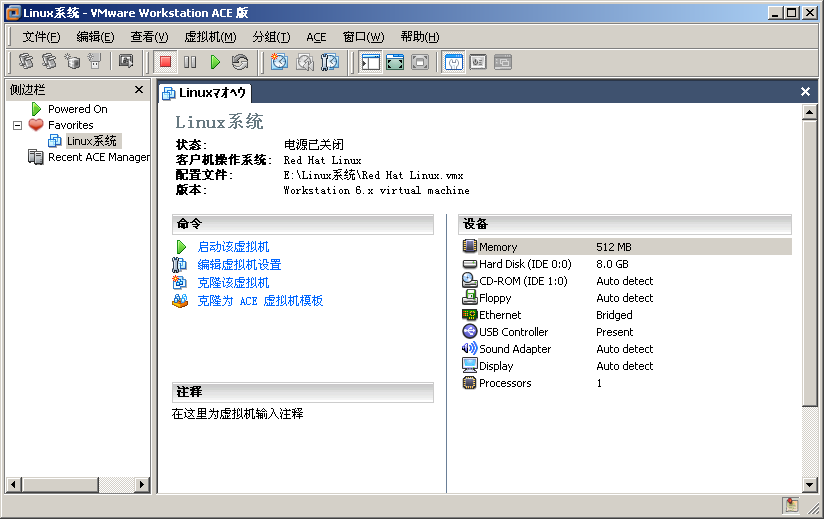 Linux系统 - VMware Workstation ACE 版
文件(F) 编辑(E) 查看(V) 虚拟机(M) 分组(T) ACE 窗口(W) 帮助(H)
侧边栏
Powered On
Favorites
Linux系统
Recent ACE Manager
Linuxマオヘウ
Linux系统
状态: 电源已关闭
客户机操作系统: Red Hat Linux
配置文件: E:\Linux系统\Red Hat Linux.vmx
版本: Workstation 6.x virtual machine
命令
启动该虚拟机
编辑虚拟机设置
克隆该虚拟机
克隆为 ACE 虚拟机模板
注释
在这里为虚拟机输入注释
设备
Memory 512 MB
Hard Disk (IDE 0:0) 8.0 GB
CD-ROM (IDE 1:0) Auto detect
Floppy Auto detect
Ethernet Bridged
USB Controller Present
Sound Adapter Auto detect
Display Auto detect
Processors 1